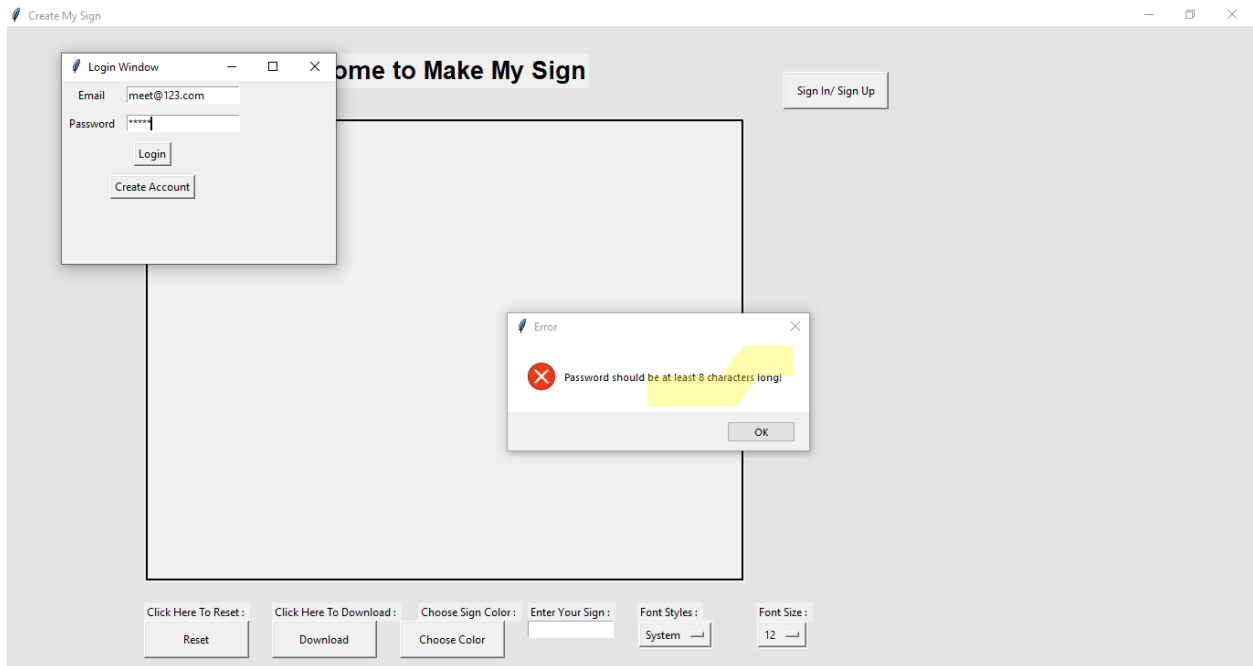 Create My Sign
Login Window
ome to Make My Sign
Sign In/ Sign Up
Email meet@123.com
Password *****
Login
Create Account
Error
Password should be at least 8 characters long!
OK
Click Here To Reset : Click Here To Download : Choose Sign Color : Enter Your Sign : Font Styles : Font Size :
Reset Download Choose Color System 12